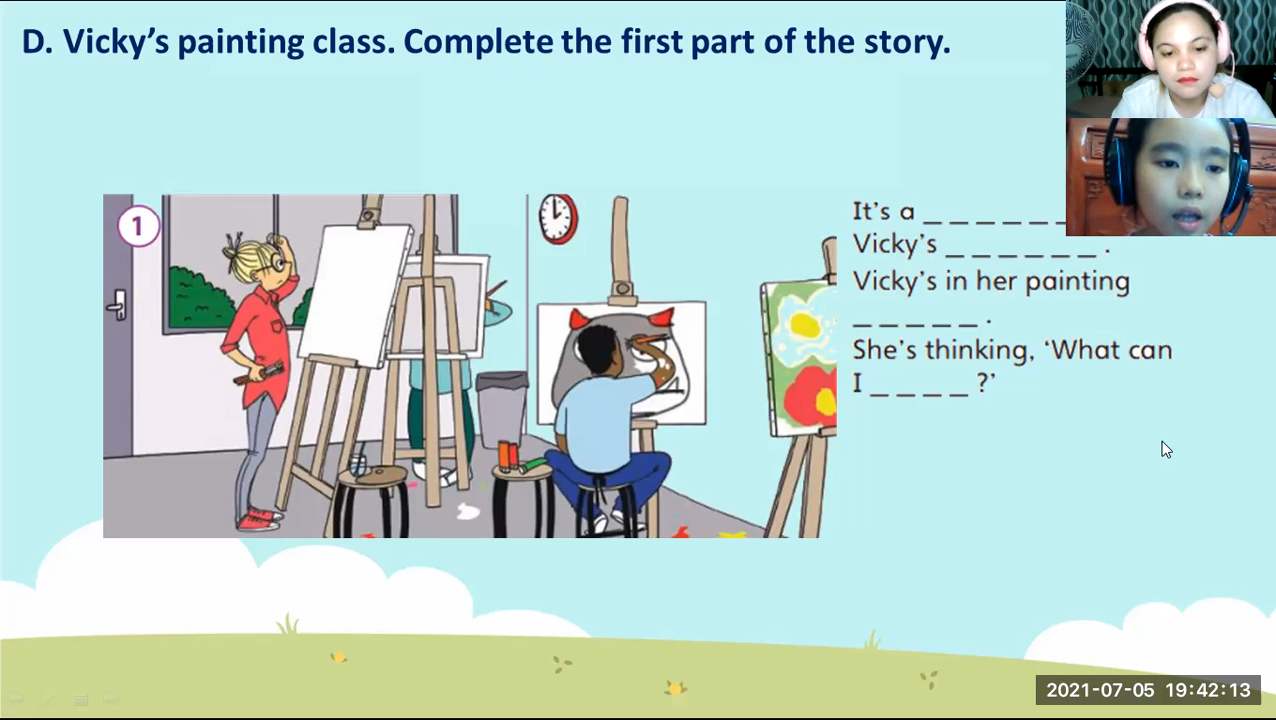 D. Vicky's painting class. Complete the first part of the story.
1
It's a _ _ _ _ _ _
Vicky's _ _ _ _ _ _ .
Vicky's in her painting
_ _ _ _ _ .
She's thinking, ‘What can
I _ _ _ _ ?’
2021-07-05 19:42:13